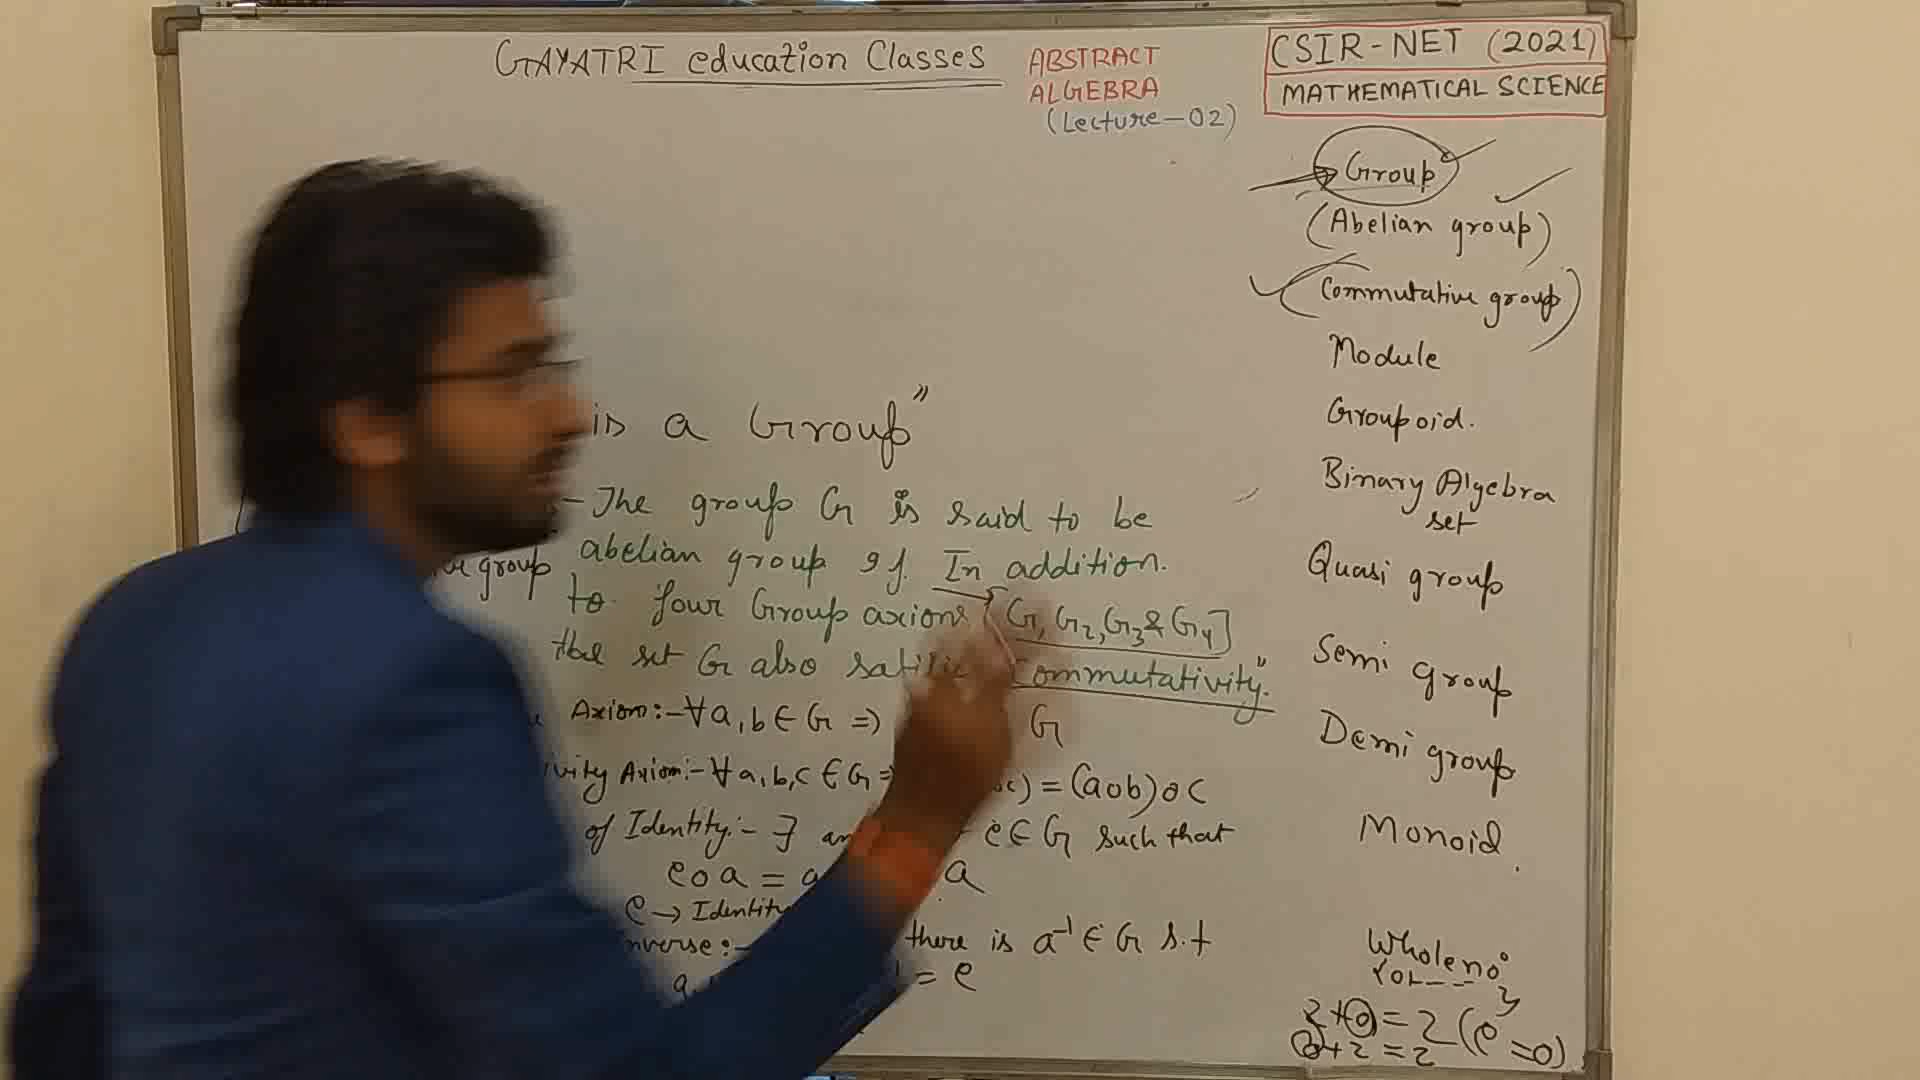 GAYATRI education Classes
ABSTRACT
ALGEBRA
(Lecture-02)
CSIR-NET (2021)
MATHEMATICAL SCIENCE
is a Group"
-The group G is said to be
group abelian group If. In addition.
to four Group axioms [G1, G2, G3 & G4]
the set G also Commutativity."
Axiom:- ∀a,b ∈ G => G
Axiom:- ∀ a,b,c ∈ G = ) = (aob) o c
of Identity:- ∃ e ∈ G such that
eoa = a
e → Identity
there is a⁻¹ ∈ G s.t
= e
Group
(Abelian group)
(Commutative group)
Module
Groupoid.
Binary Algebra
set
Quasi group
Semi group
Demi group
Monoid.
Whole no
2+0 = 2 (e=0)
0+2 = 2